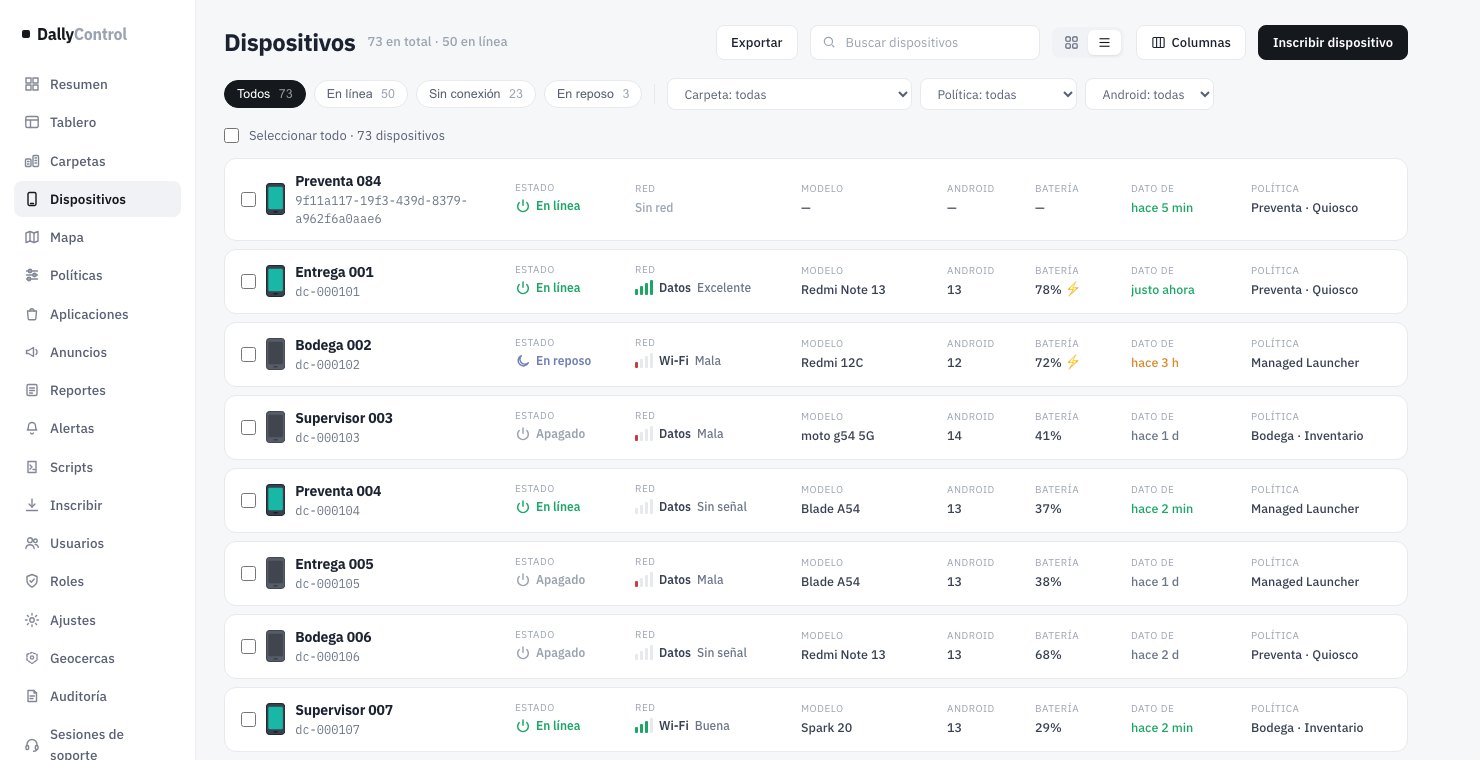 DallyControl
Resumen
Tablero
Carpetas
Dispositivos
Mapa
Políticas
Aplicaciones
Anuncios
Reportes
Alertas
Scripts
Inscribir
Usuarios
Roles
Ajustes
Geocercas
Auditoría
Sesiones de
soporte
Dispositivos 73 en total · 50 en línea
Exportar
Buscar dispositivos
Columnas
Inscribir dispositivo
Todos 73 En línea 50 Sin conexión 23 En reposo 3
Carpeta: todas Política: todas Android: todas
Seleccionar todo · 73 dispositivos
Preventa 084
9f11a117-19f3-439d-8379-
a962f6a0aae6
ESTADO RED MODELO ANDROID BATERÍA DATO DE POLÍTICA
En línea Sin red — — — hace 5 min Preventa · Quiosco
Entrega 001
dc-000101
ESTADO RED MODELO ANDROID BATERÍA DATO DE POLÍTICA
En línea Datos Excelente Redmi Note 13 13 78% ⚡ justo ahora Preventa · Quiosco
Bodega 002
dc-000102
ESTADO RED MODELO ANDROID BATERÍA DATO DE POLÍTICA
En reposo Wi-Fi Mala Redmi 12C 12 72% ⚡ hace 3 h Managed Launcher
Supervisor 003
dc-000103
ESTADO RED MODELO ANDROID BATERÍA DATO DE POLÍTICA
Apagado Datos Mala moto g54 5G 14 41% hace 1 d Bodega · Inventario
Preventa 004
dc-000104
ESTADO RED MODELO ANDROID BATERÍA DATO DE POLÍTICA
En línea Datos Sin señal Blade A54 13 37% hace 2 min Managed Launcher
Entrega 005
dc-000105
ESTADO RED MODELO ANDROID BATERÍA DATO DE POLÍTICA
Apagado Datos Mala Blade A54 13 38% hace 1 d Managed Launcher
Bodega 006
dc-000106
ESTADO RED MODELO ANDROID BATERÍA DATO DE POLÍTICA
Apagado Datos Sin señal Redmi Note 13 13 68% hace 2 d Preventa · Quiosco
Supervisor 007
dc-000107
ESTADO RED MODELO ANDROID BATERÍA DATO DE POLÍTICA
En línea Wi-Fi Buena Spark 20 13 29% hace 2 min Bodega · Inventario